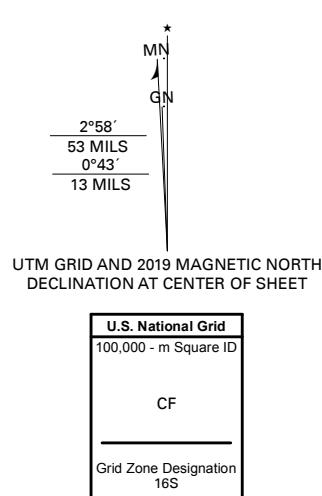 MN
GN
2°58´
53 MILS
0°43´
13 MILS
UTM GRID AND 2019 MAGNETIC NORTH
DECLINATION AT CENTER OF SHEET
U.S. National Grid
100,000 - m Square ID
CF
Grid Zone Designation
16S